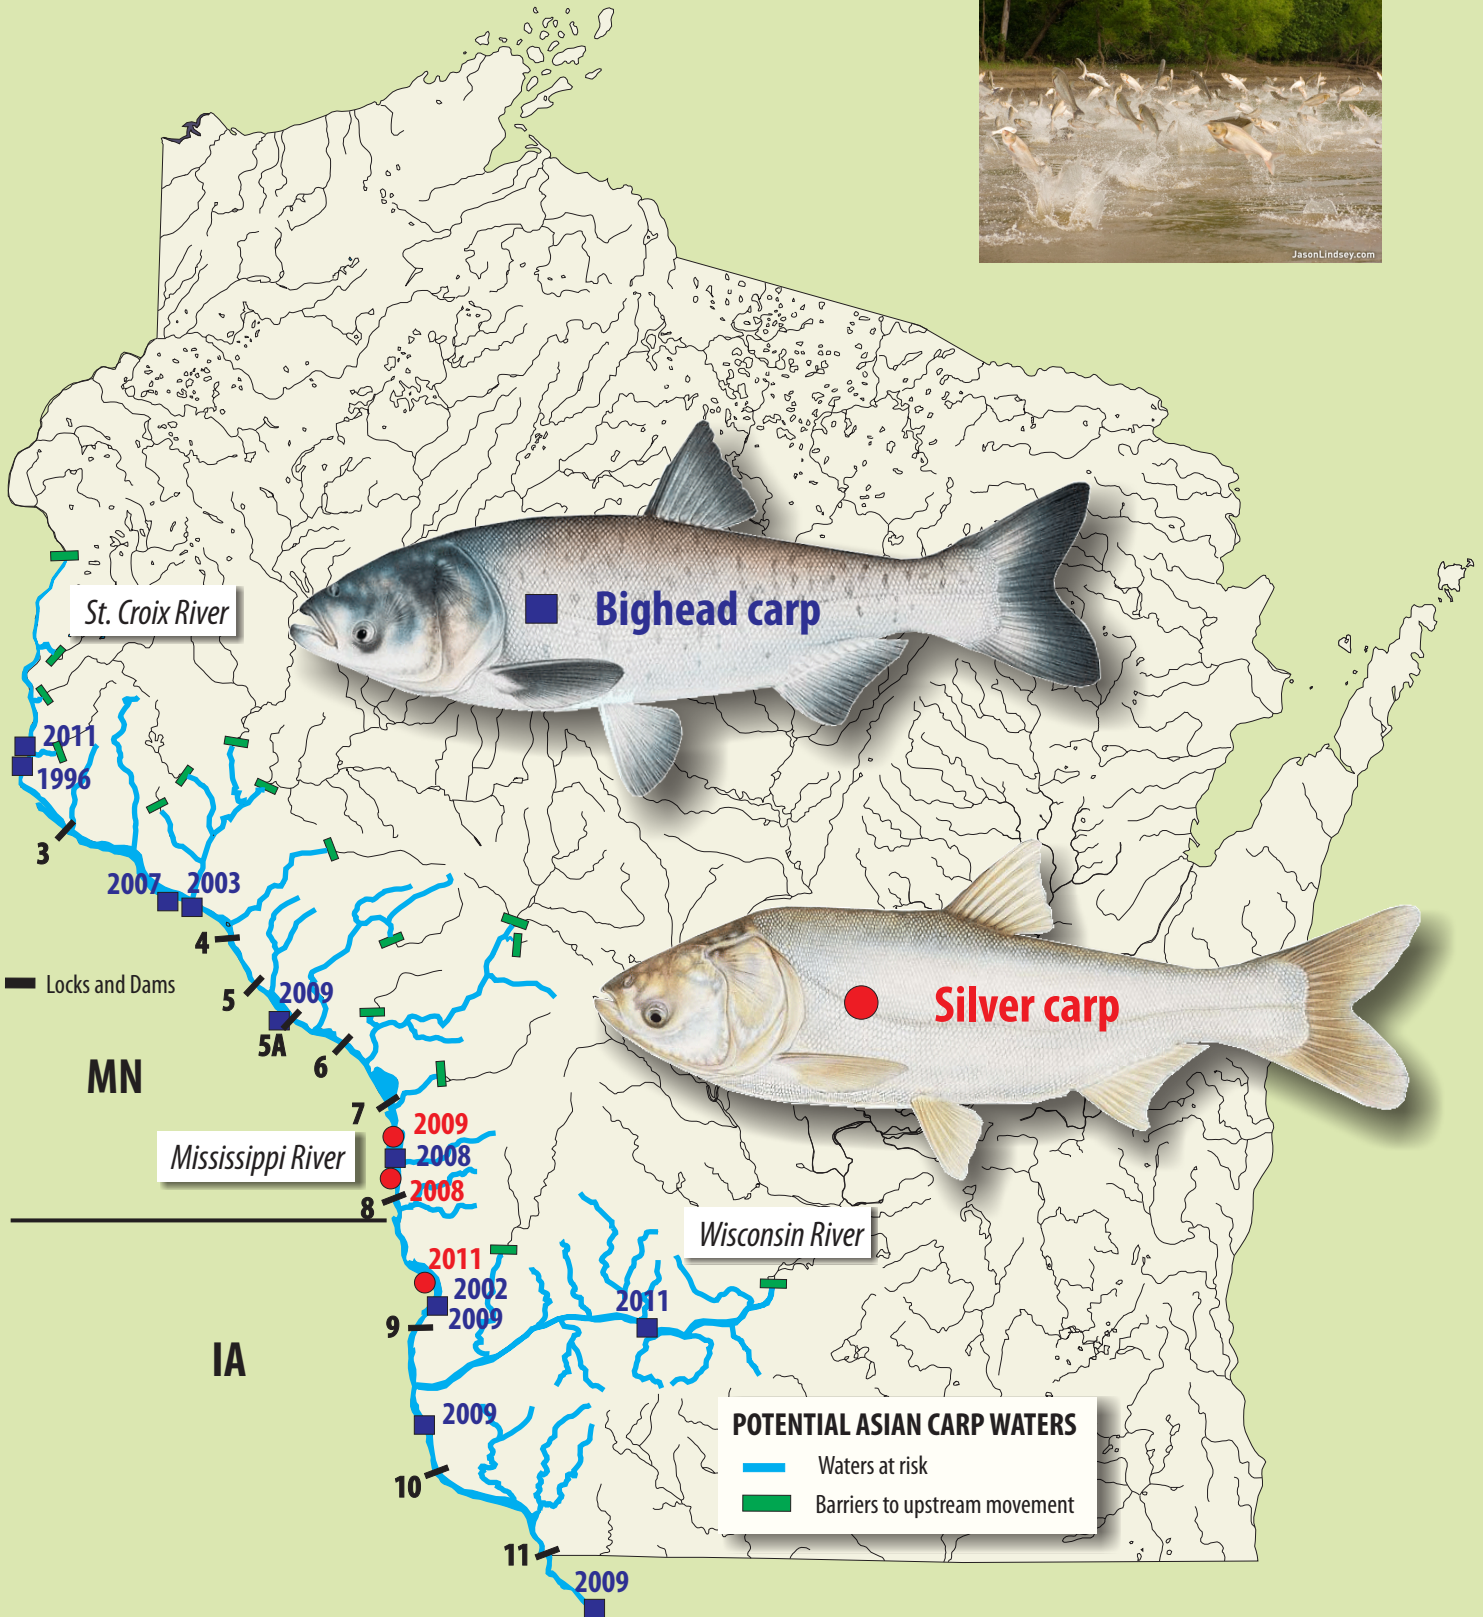 JasonLindsey.com
St. Croix River
Bighead carp
2011
1996
3
2007
2003
4
Locks and Dams
5
2009
5A
6
Silver carp
MN
7
2009
Mississippi River
2008
2008
8
Wisconsin River
2011
2002
2009
2011
9
IA
2009
POTENTIAL ASIAN CARP WATERS
Waters at risk
Barriers to upstream movement
10
11
2009